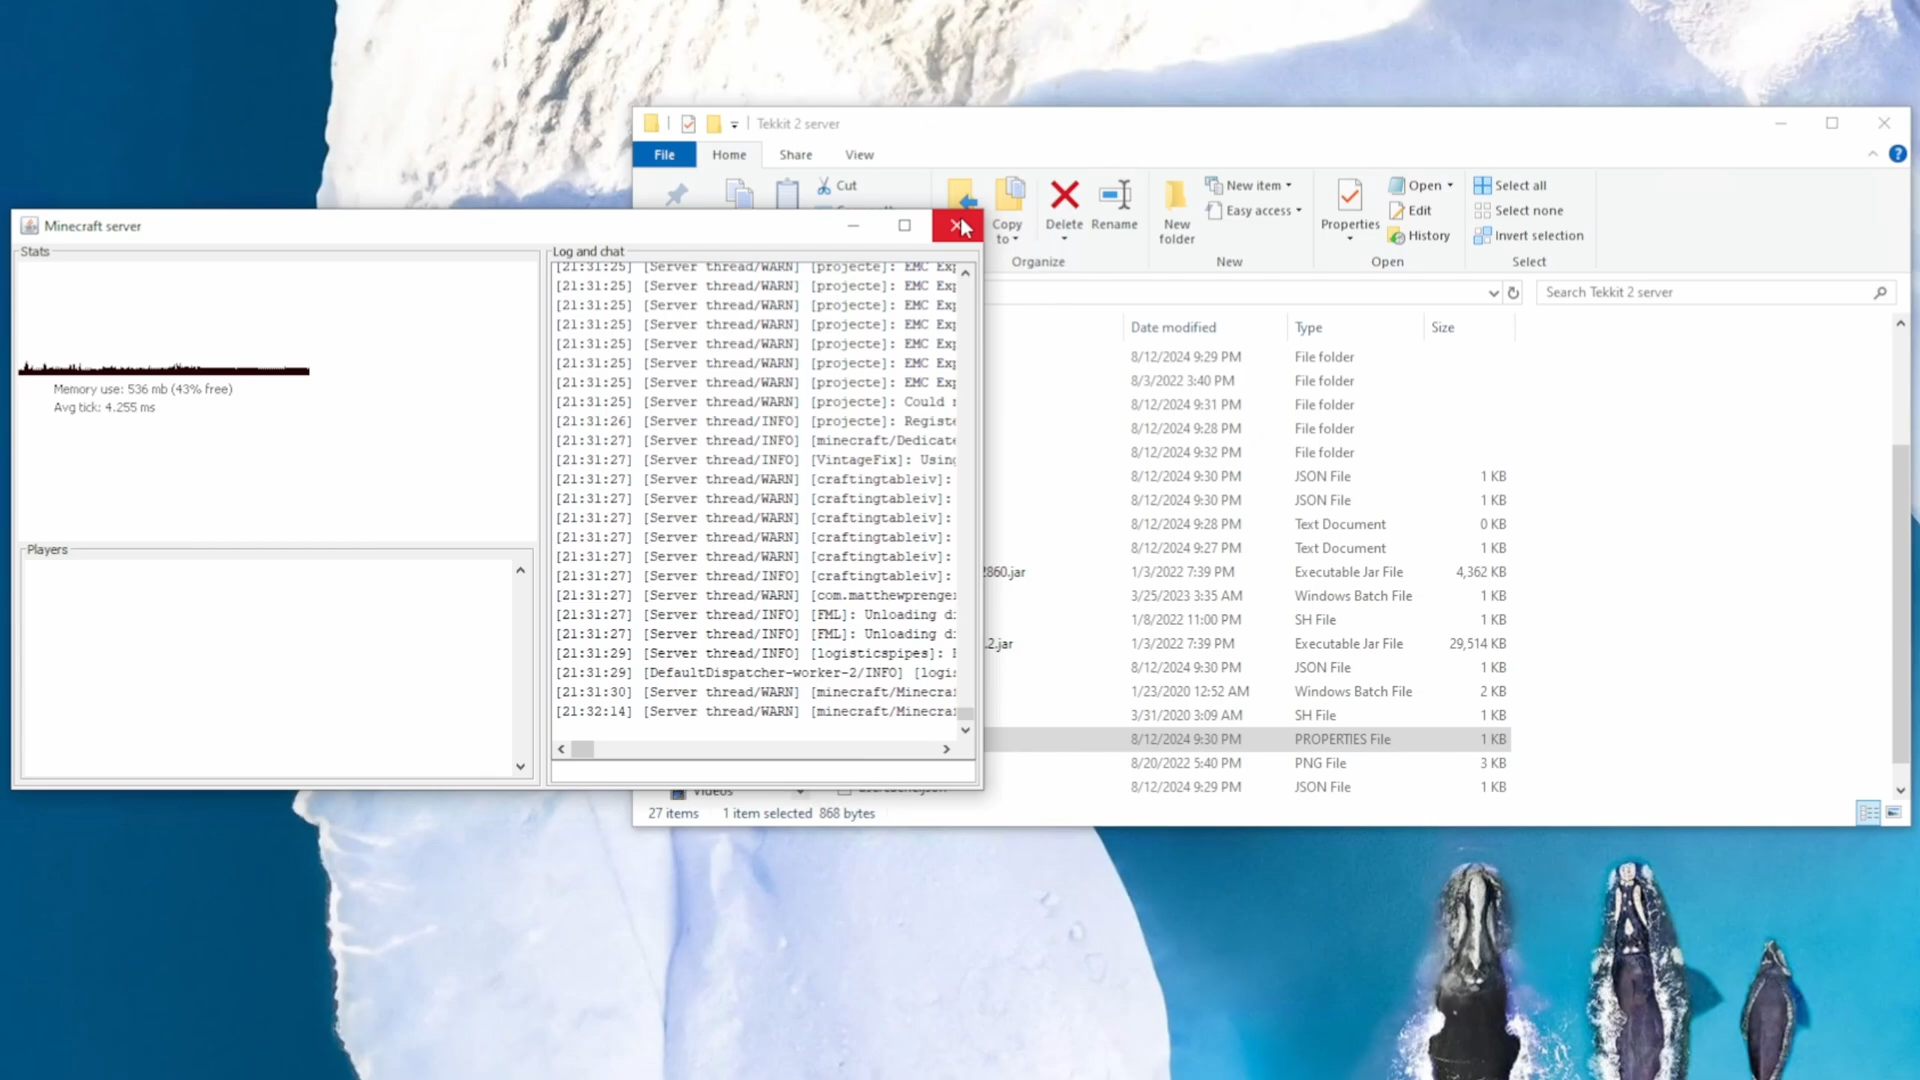 Tekkit 2 server
File
Home
Share
View
Cut
Copy to
Delete
Rename
New folder
New item
Easy access
Properties
Open
Edit
History
Select all
Select none
Invert selection
Organize
New
Open
Select
Search Tekkit 2 server
Minecraft server
Stats
Memory use: 536 mb (43% free)
Avg tick: 4.255 ms
Players
Log and chat
[21:31:25] [Server thread/WARN] [projecte]: EMC Exp
[21:31:25] [Server thread/WARN] [projecte]: EMC Exp
[21:31:25] [Server thread/WARN] [projecte]: EMC Exp
[21:31:25] [Server thread/WARN] [projecte]: EMC Exp
[21:31:25] [Server thread/WARN] [projecte]: EMC Exp
[21:31:25] [Server thread/WARN] [projecte]: EMC Exp
[21:31:25] [Server thread/WARN] [projecte]: EMC Exp
[21:31:25] [Server thread/WARN] [projecte]: Could
[21:31:26] [Server thread/INFO] [projecte]: Registe
[21:31:27] [Server thread/INFO] [minecraft/Dedicate
[21:31:27] [Server thread/INFO] [VintageFix]: Using
[21:31:27] [Server thread/WARN] [craftingtableiv]:
[21:31:27] [Server thread/WARN] [craftingtableiv]:
[21:31:27] [Server thread/WARN] [craftingtableiv]:
[21:31:27] [Server thread/WARN] [craftingtableiv]:
[21:31:27] [Server thread/WARN] [craftingtableiv]:
[21:31:27] [Server thread/INFO] [craftingtableiv]:
[21:31:27] [Server thread/WARN] [com.matthewprenge
[21:31:27] [Server thread/INFO] [FML]: Unloading di
[21:31:27] [Server thread/INFO] [FML]: Unloading di
[21:31:29] [Server thread/INFO] [logisticspipes]:
[21:31:29] [DefaultDispatcher-worker-2/INFO] [logi
[21:31:30] [Server thread/WARN] [minecraft/Minecra
[21:32:14] [Server thread/WARN] [minecraft/Minecra
Date modified Type Size
8/12/2024 9:29 PM File folder
8/3/2022 3:40 PM File folder
8/12/2024 9:31 PM File folder
8/12/2024 9:28 PM File folder
8/12/2024 9:32 PM File folder
8/12/2024 9:30 PM JSON File 1 KB
8/12/2024 9:30 PM JSON File 1 KB
8/12/2024 9:28 PM Text Document 0 KB
8/12/2024 9:27 PM Text Document 1 KB
2860.jar 1/3/2022 7:39 PM Executable Jar File 4,362 KB
3/25/2023 3:35 AM Windows Batch File 1 KB
1/8/2022 11:00 PM SH File 1 KB
.2.jar 1/3/2022 7:39 PM Executable Jar File 29,514 KB
8/12/2024 9:30 PM JSON File 1 KB
1/23/2020 12:52 AM Windows Batch File 2 KB
3/31/2020 3:09 AM SH File 1 KB
8/12/2024 9:30 PM PROPERTIES File 1 KB
8/20/2022 5:40 PM PNG File 3 KB
8/12/2024 9:29 PM JSON File 1 KB
Videos
27 items 1 item selected 868 bytes